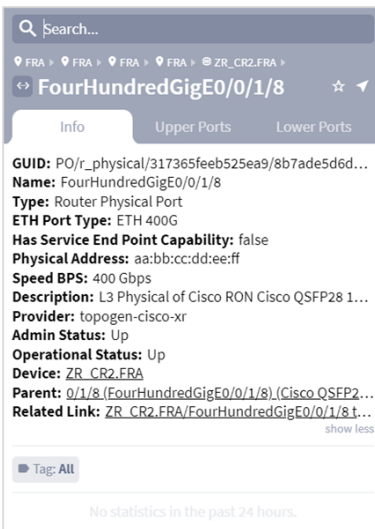 Search...
FRA FRA FRA FRA ZR_CR2.FRA
FourHundredGigE0/0/1/8
Info Upper Ports Lower Ports
GUID: PO/r_physical/317365feeb525ea9/8b7ade5d6d...
Name: FourHundredGigE0/0/1/8
Type: Router Physical Port
ETH Port Type: ETH 400G
Has Service End Point Capability: false
Physical Address: aa:bb:cc:dd:ee:ff
Speed BPS: 400 Gbps
Description: L3 Physical of Cisco RON Cisco QSFP28 1...
Provider: topogen-cisco-xr
Admin Status: Up
Operational Status: Up
Device: ZR_CR2.FRA
Parent: 0/1/8 (FourHundredGigE0/0/1/8) (Cisco QSFP2...
Related Link: ZR_CR2.FRA/FourHundredGigE0/0/1/8 t...
show less
Tag: All
No statistics in the past 24 hours.